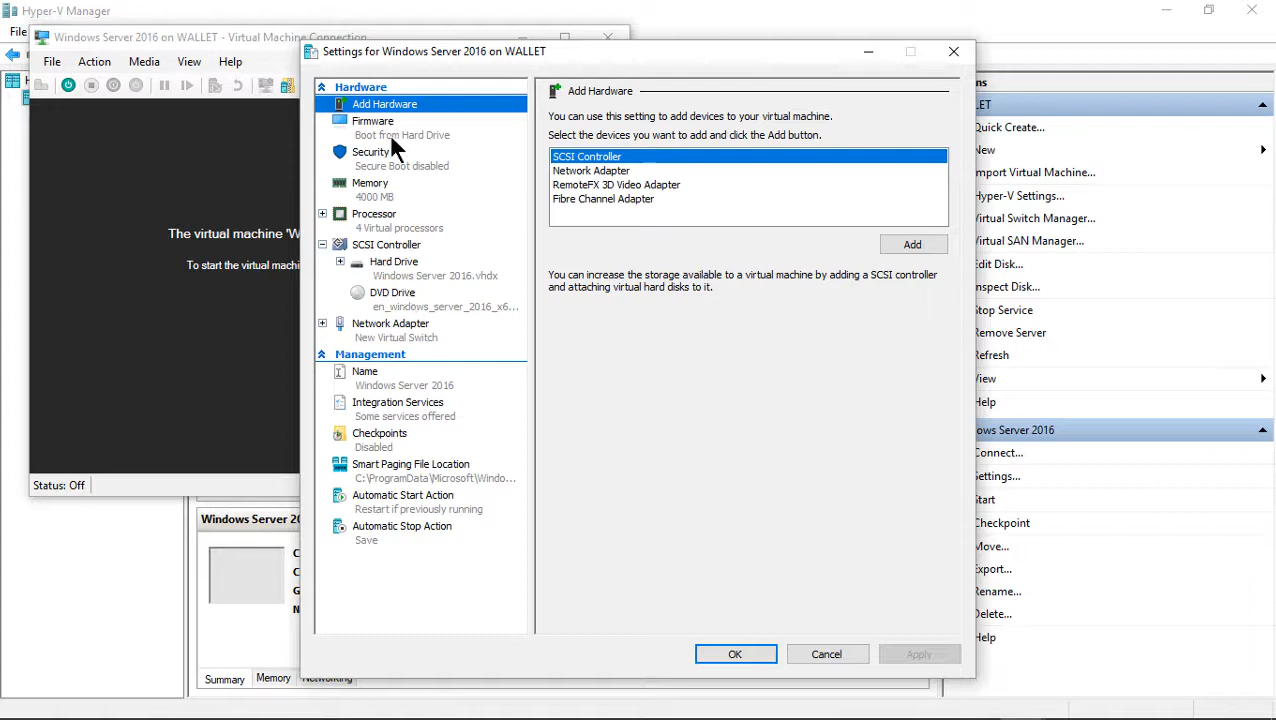 Hyper-V Manager
File
Windows Server 2016 on WALLET - Virtual Machine Connection
File Action Media View Help
The virtual machine 'W
To start the virtual machi
Status: Off
Windows Server 20
Summary Memory Networking
Settings for Windows Server 2016 on WALLET
Hardware
Add Hardware
Firmware
Boot from Hard Drive
Security
Secure Boot disabled
Memory
4000 MB
Processor
4 Virtual processors
SCSI Controller
Hard Drive
Windows Server 2016.vhdx
DVD Drive
en_windows_server_2016_x6...
Network Adapter
New Virtual Switch
Management
Name
Windows Server 2016
Integration Services
Some services offered
Checkpoints
Disabled
Smart Paging File Location
C:\ProgramData\Microsoft\Windo...
Automatic Start Action
Restart if previously running
Automatic Stop Action
Save
Add Hardware
You can use this setting to add devices to your virtual machine.
Select the devices you want to add and click the Add button.
SCSI Controller
Network Adapter
RemoteFX 3D Video Adapter
Fibre Channel Adapter
Add
You can increase the storage available to a virtual machine by adding a SCSI controller
and attaching virtual hard disks to it.
OK Cancel Apply
ns
LET
Quick Create...
New
mport Virtual Machine...
Hyper-V Settings...
Virtual Switch Manager...
Virtual SAN Manager...
Edit Disk...
nspect Disk...
Stop Service
Remove Server
Refresh
View
Help
ows Server 2016
Connect...
Settings...
Start
Checkpoint
Move...
Export...
Rename...
Delete...
Help